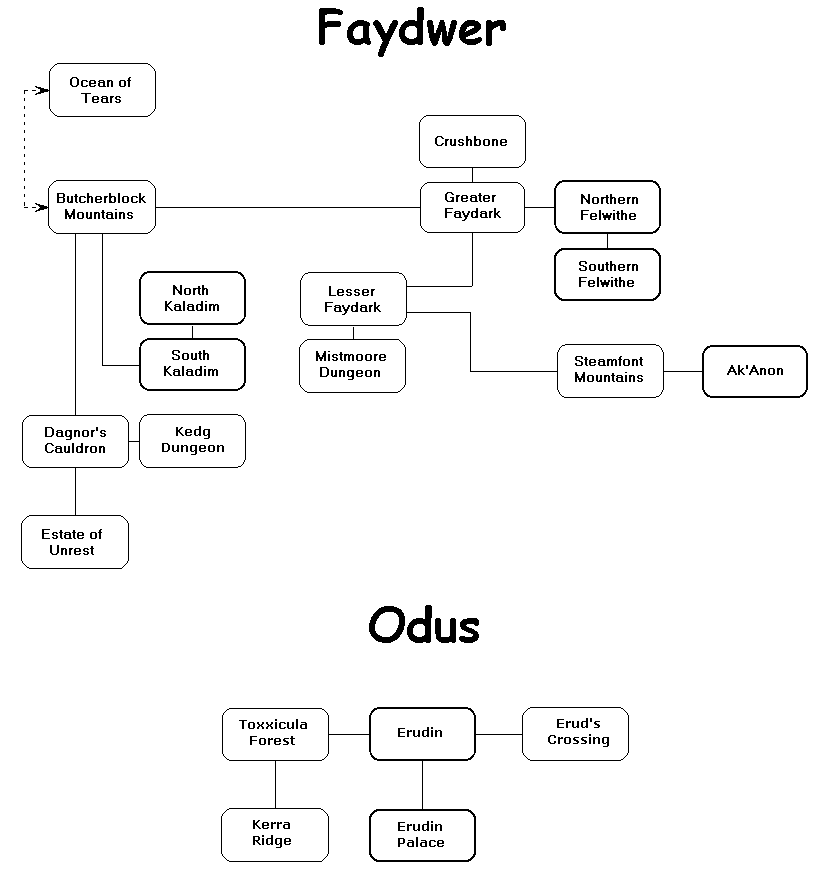 Faydwer
Ocean of
Tears
Crushbone
Butcherblock
Mountains
Greater
Faydark
Northern
Felwithe
Southern
Felwithe
North
Kaladim
Lesser
Faydark
South
Kaladim
Mistmoore
Dungeon
Steamfont
Mountains
Ak'Anon
Dagnor's
Cauldron
Kedg
Dungeon
Estate of
Unrest
Odus
Toxxicula
Forest
Erudin
Erud's
Crossing
Kerra
Ridge
Erudin
Palace